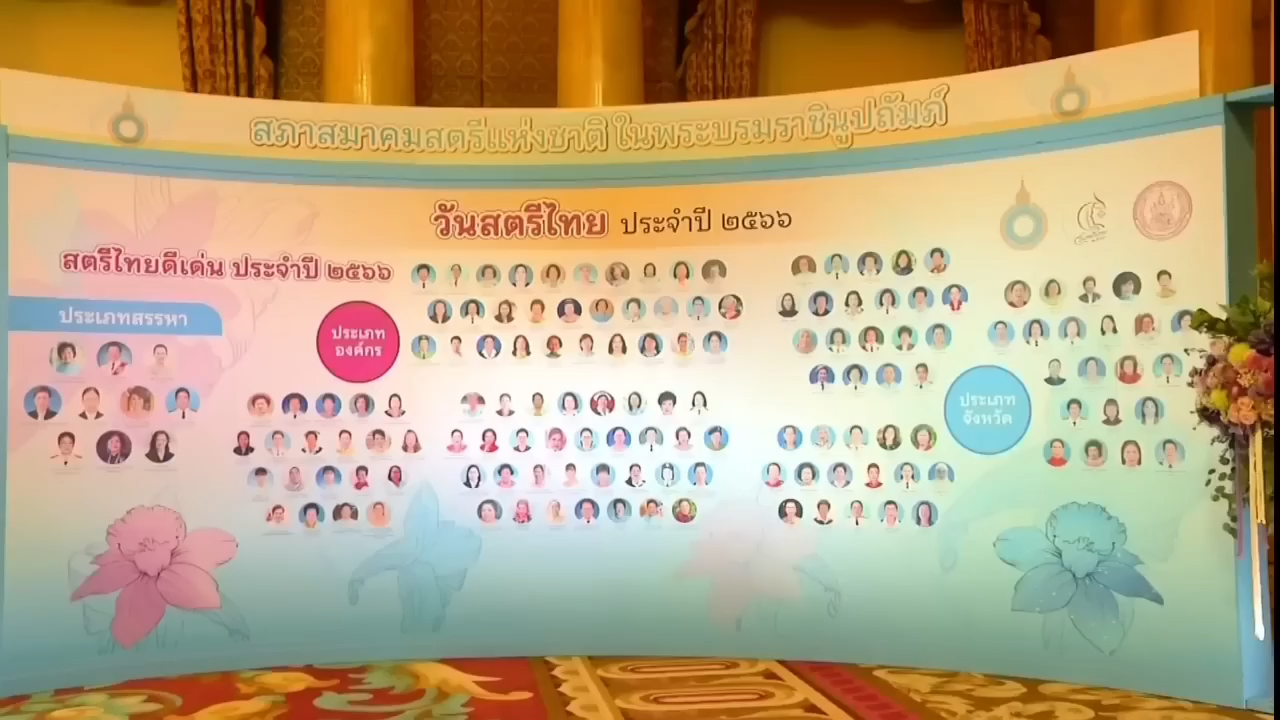 สภาสมาคมสตรีแห่งชาติ ในพระบรมราชินูปถัมภ์
วันสตรีไทย ประจำปี ๒๕๖๖
สตรีไทยดีเด่น ประจำปี ๒๕๖๖
ประเภทสรรหา
ประเภท
องค์กร
ประเภท
จังหวัด